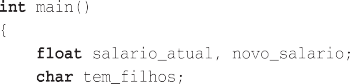 int main()
{
float salario_atual, novo_salario;
char tem_filhos;